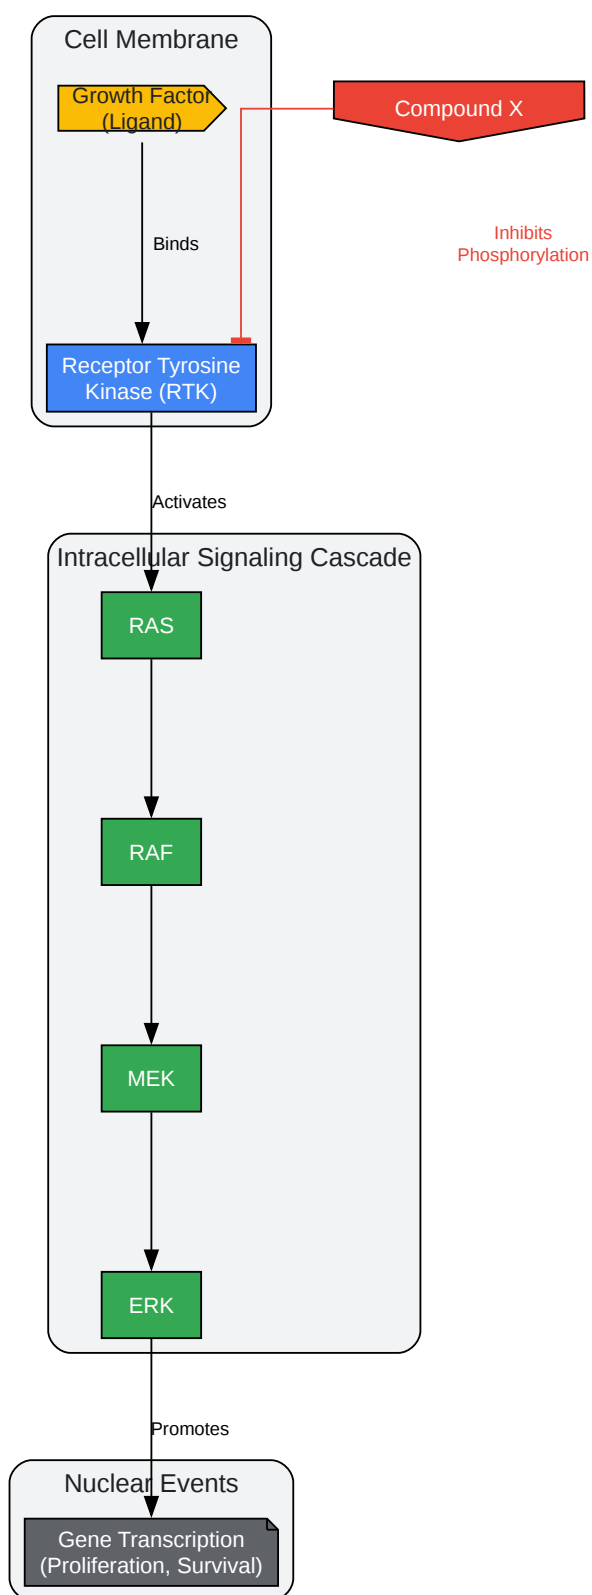 Cell Membrane
Growth Factor
(Ligand)
Compound X
Binds
Inhibits
Phosphorylation
Receptor Tyrosine
Kinase (RTK)
Activates
Intracellular Signaling Cascade
RAS
RAF
MEK
ERK
Promotes
Nuclear Events
Gene Transcription
(Proliferation, Survival)